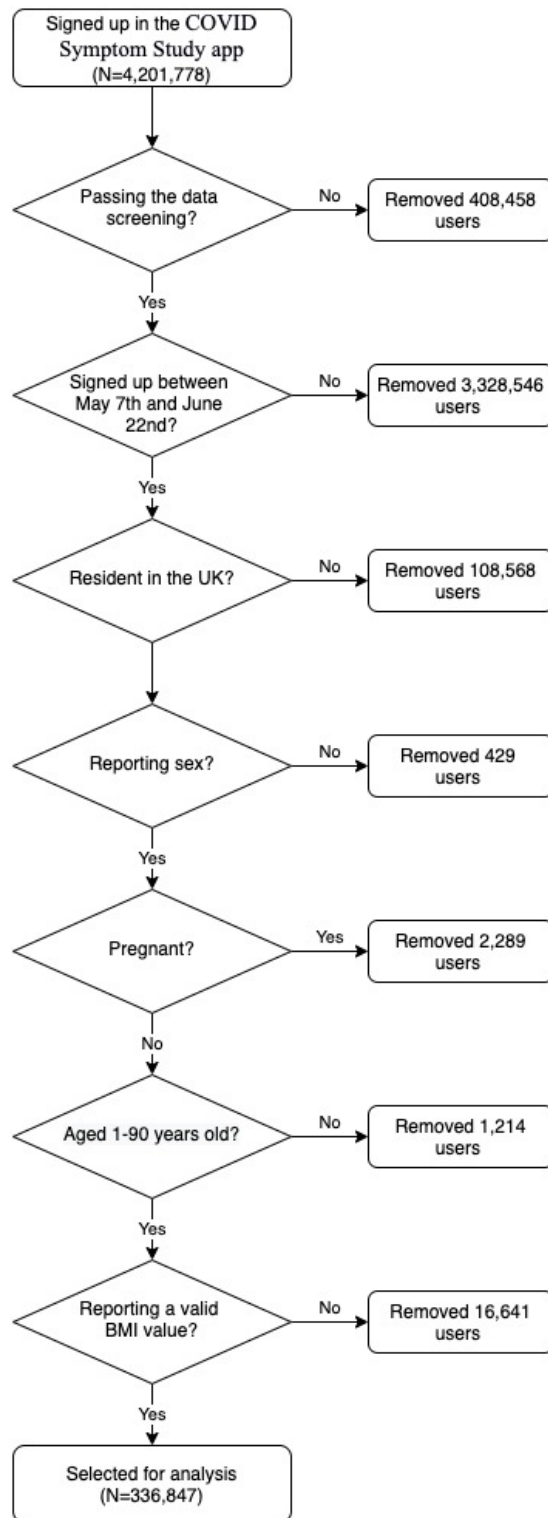 Signed up in the COVID
Symptom Study app
(N=4,201,778)
Passing the data
screening?
No
Removed 408,458
users
Yes
Signed up between
May 7th and June
22nd?
No
Removed 3,328,546
users
Yes
Resident in the UK?
No
Removed 108,568
users
Reporting sex?
No
Removed 429
users
Yes
Pregnant?
Yes
Removed 2,289
users
No
Aged 1-90 years old?
No
Removed 1,214
users
Yes
Reporting a valid
BMI value?
No
Removed 16,641
users
Yes
Selected for analysis
(N=336,847)